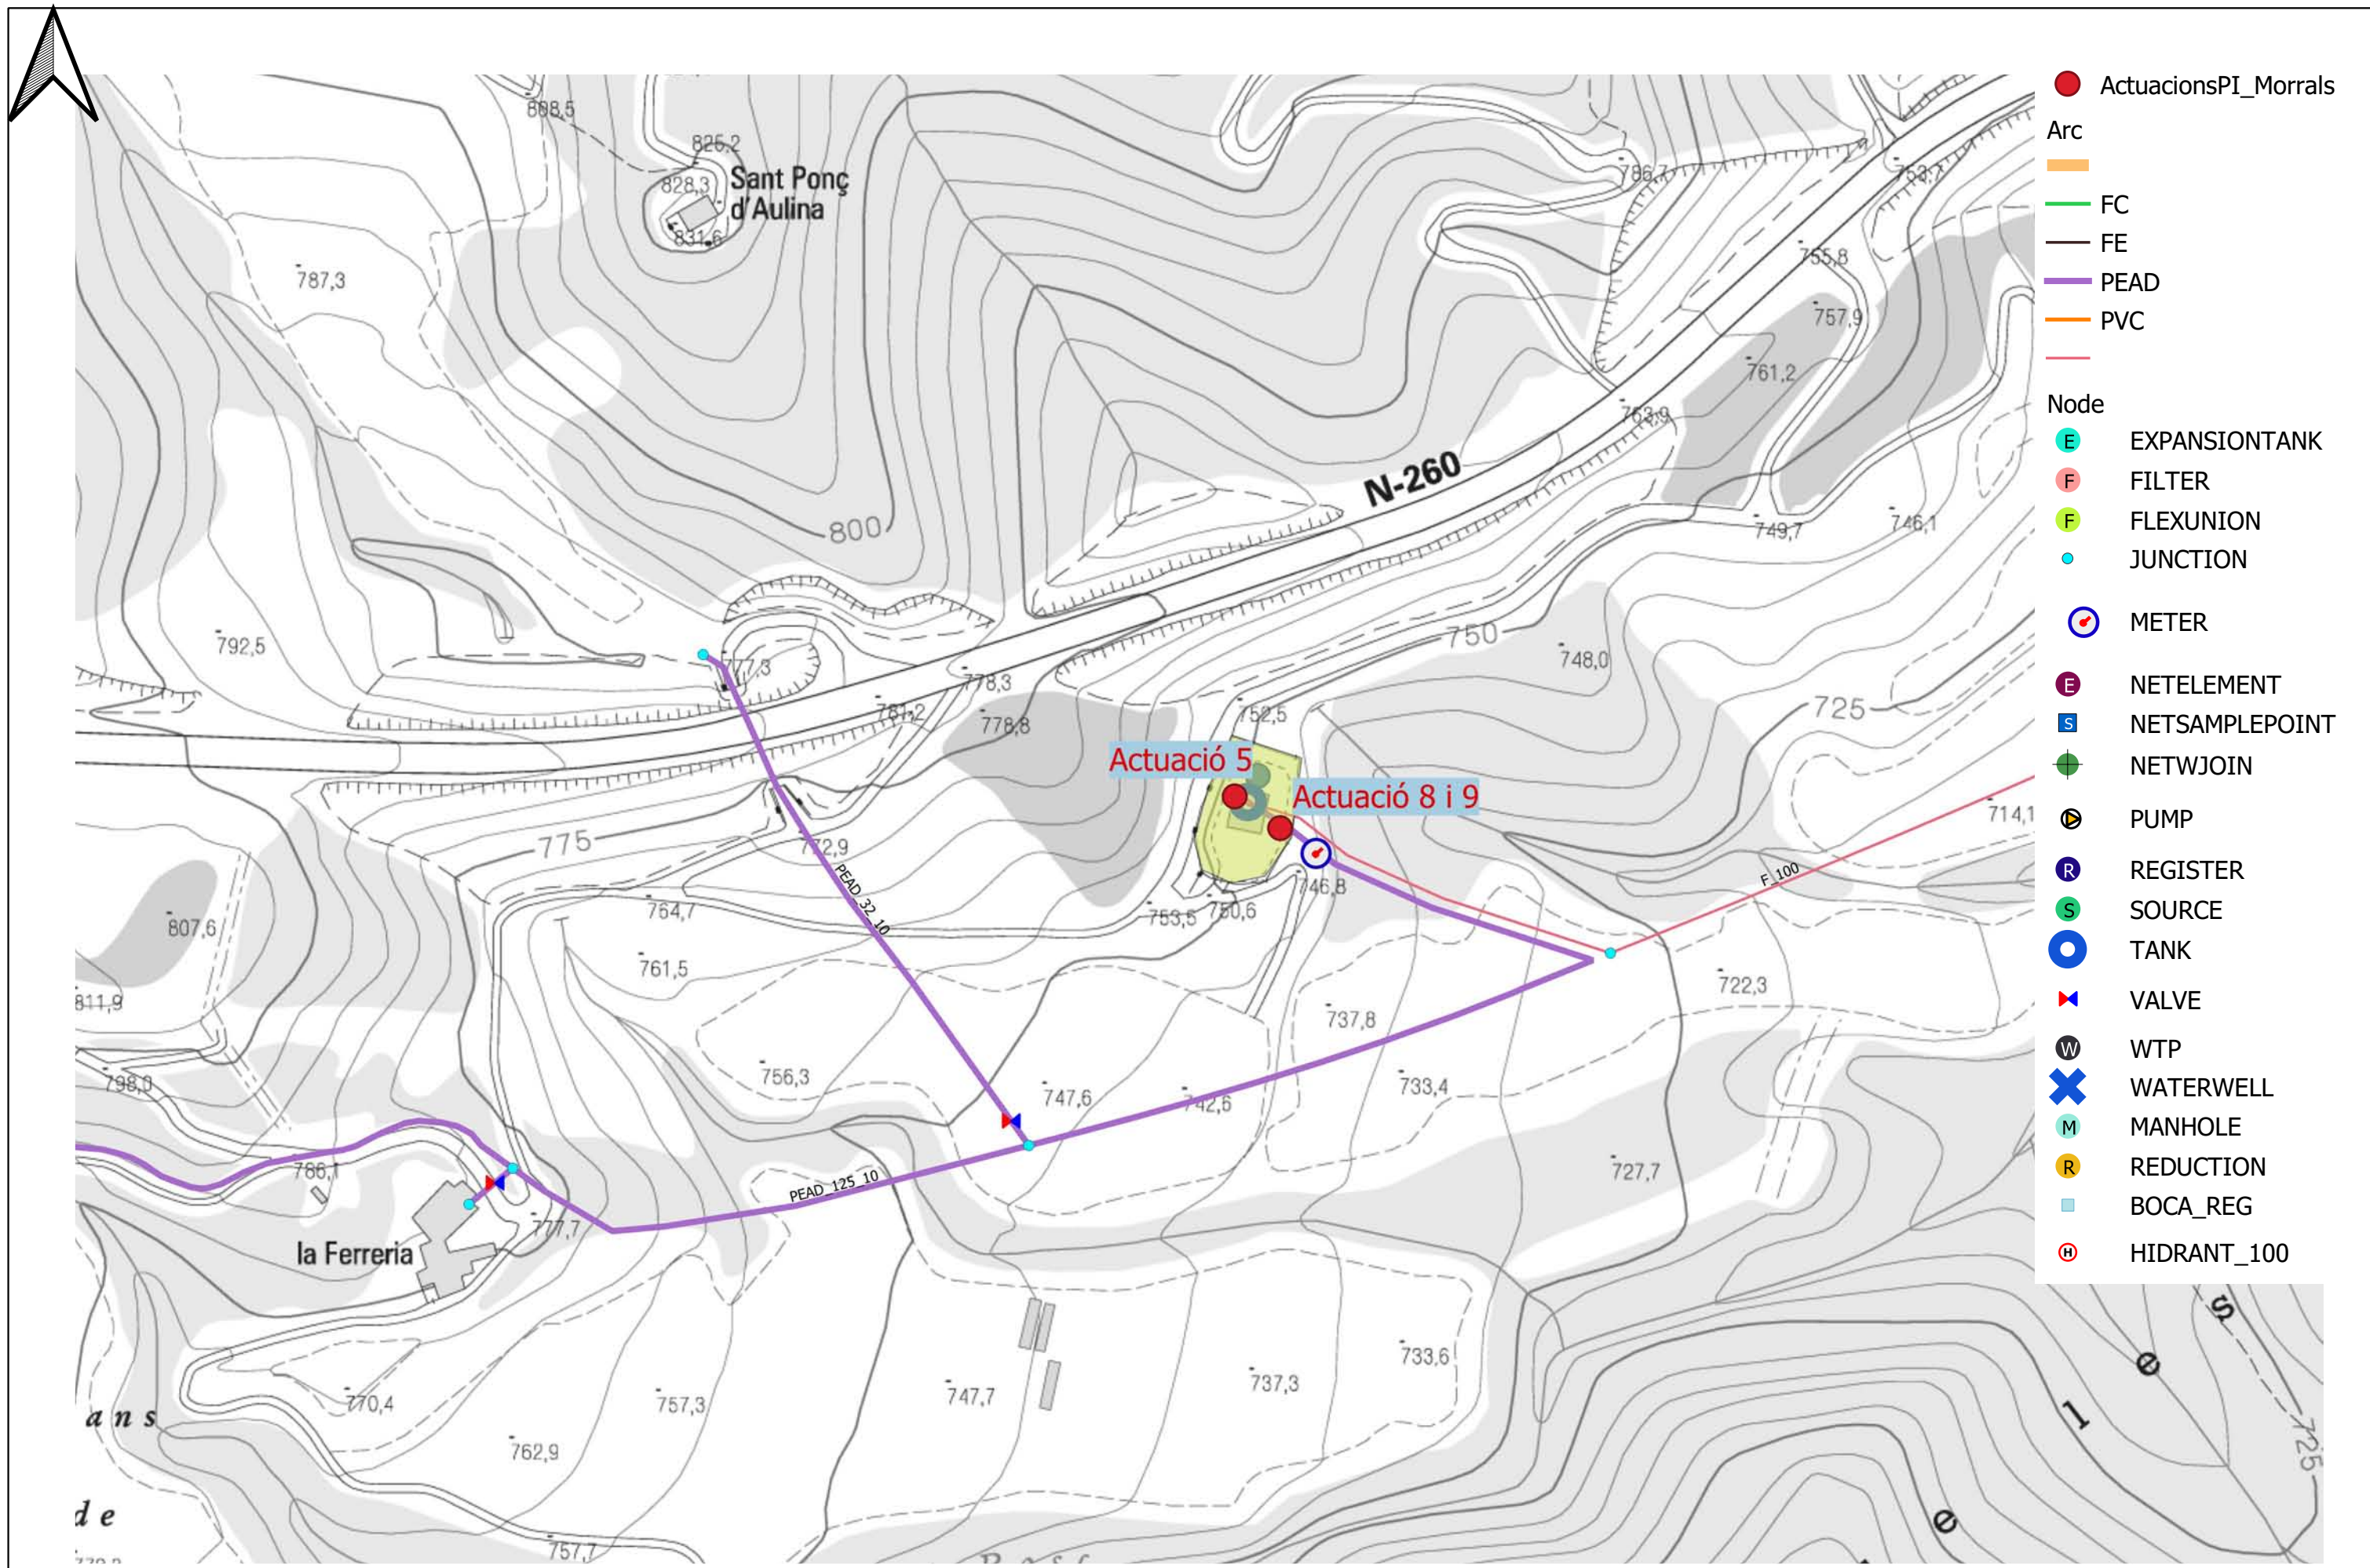 808,5
825,2
828,3
Sant Ponç
d'Aulina
831,6
787,3
786,7
753,7
755,8
757,9
761,2
763,9
N-260
800
749,7
746,1
792,5
777,3
750
748,0
778,3
781,2
778,8
752,5
725
Actuació 5
Actuació 8 i 9
714,1
775
772,9
PEAD_32_10
F_100
746,8
764,7
753,5
750,6
807,6
761,5
722,3
811,9
737,8
798,0
756,3
747,6
742,6
733,4
786,1
PEAD_125_10
727,7
777,7
la Ferreria
770,4
757,3
747,7
737,3
733,6
ans
762,9
de
757,7
s
e
l
e
725
ActuacionsPI_Morrals
Arc
FC
FE
PEAD
PVC
Node
E EXPANSIONTANK
F FILTER
F FLEXUNION
JUNCTION
METER
E NETELEMENT
S NETSAMPLEPOINT
NETWJOIN
PUMP
R REGISTER
S SOURCE
TANK
VALVE
W WTP
WATERWELL
M MANHOLE
R REDUCTION
BOCA_REG
H HIDRANT_100